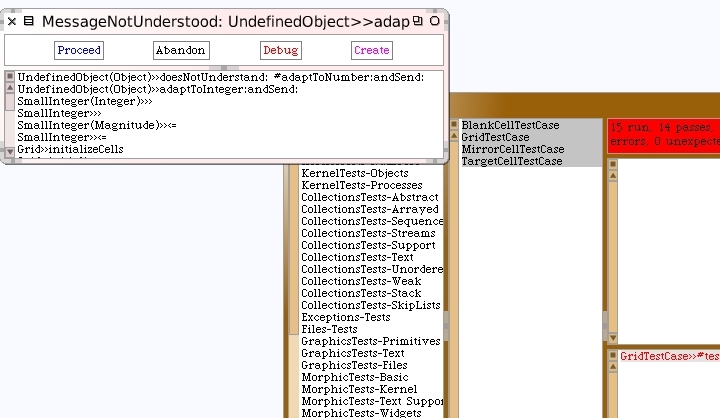 MessageNotUnderstood: UndefinedObject>>adap
Proceed
Abandon
Debug
Create
UndefinedObject(Object)>>doesNotUnderstand: #adaptToNumber:andSend:
UndefinedObject(Object)>>adaptToInteger:andSend:
SmallInteger(Integer)>>>
SmallInteger>>>
SmallInteger(Magnitude)>><=
SmallInteger>><=
Grid>>initializeCells
KernelTests-Objects
KernelTests-Processes
CollectionsTests-Abstract
CollectionsTests-Arrayed
CollectionsTests-Sequence
CollectionsTests-Streams
CollectionsTests-Support
CollectionsTests-Text
CollectionsTests-Unordere
CollectionsTests-Weak
CollectionsTests-Stack
CollectionsTests-SkipLists
Exceptions-Tests
Files-Tests
GraphicsTests-Primitives
GraphicsTests-Text
GraphicsTests-Files
MorphicTests-Basic
MorphicTests-Kernel
MorphicTests-Text Suppor
MorphicTests-Widgets
BlankCellTestCase
GridTestCase
MirrorCellTestCase
TargetCellTestCase
15 run, 14 passes,
errors, 0 unexpecte
GridTestCase>>#tes